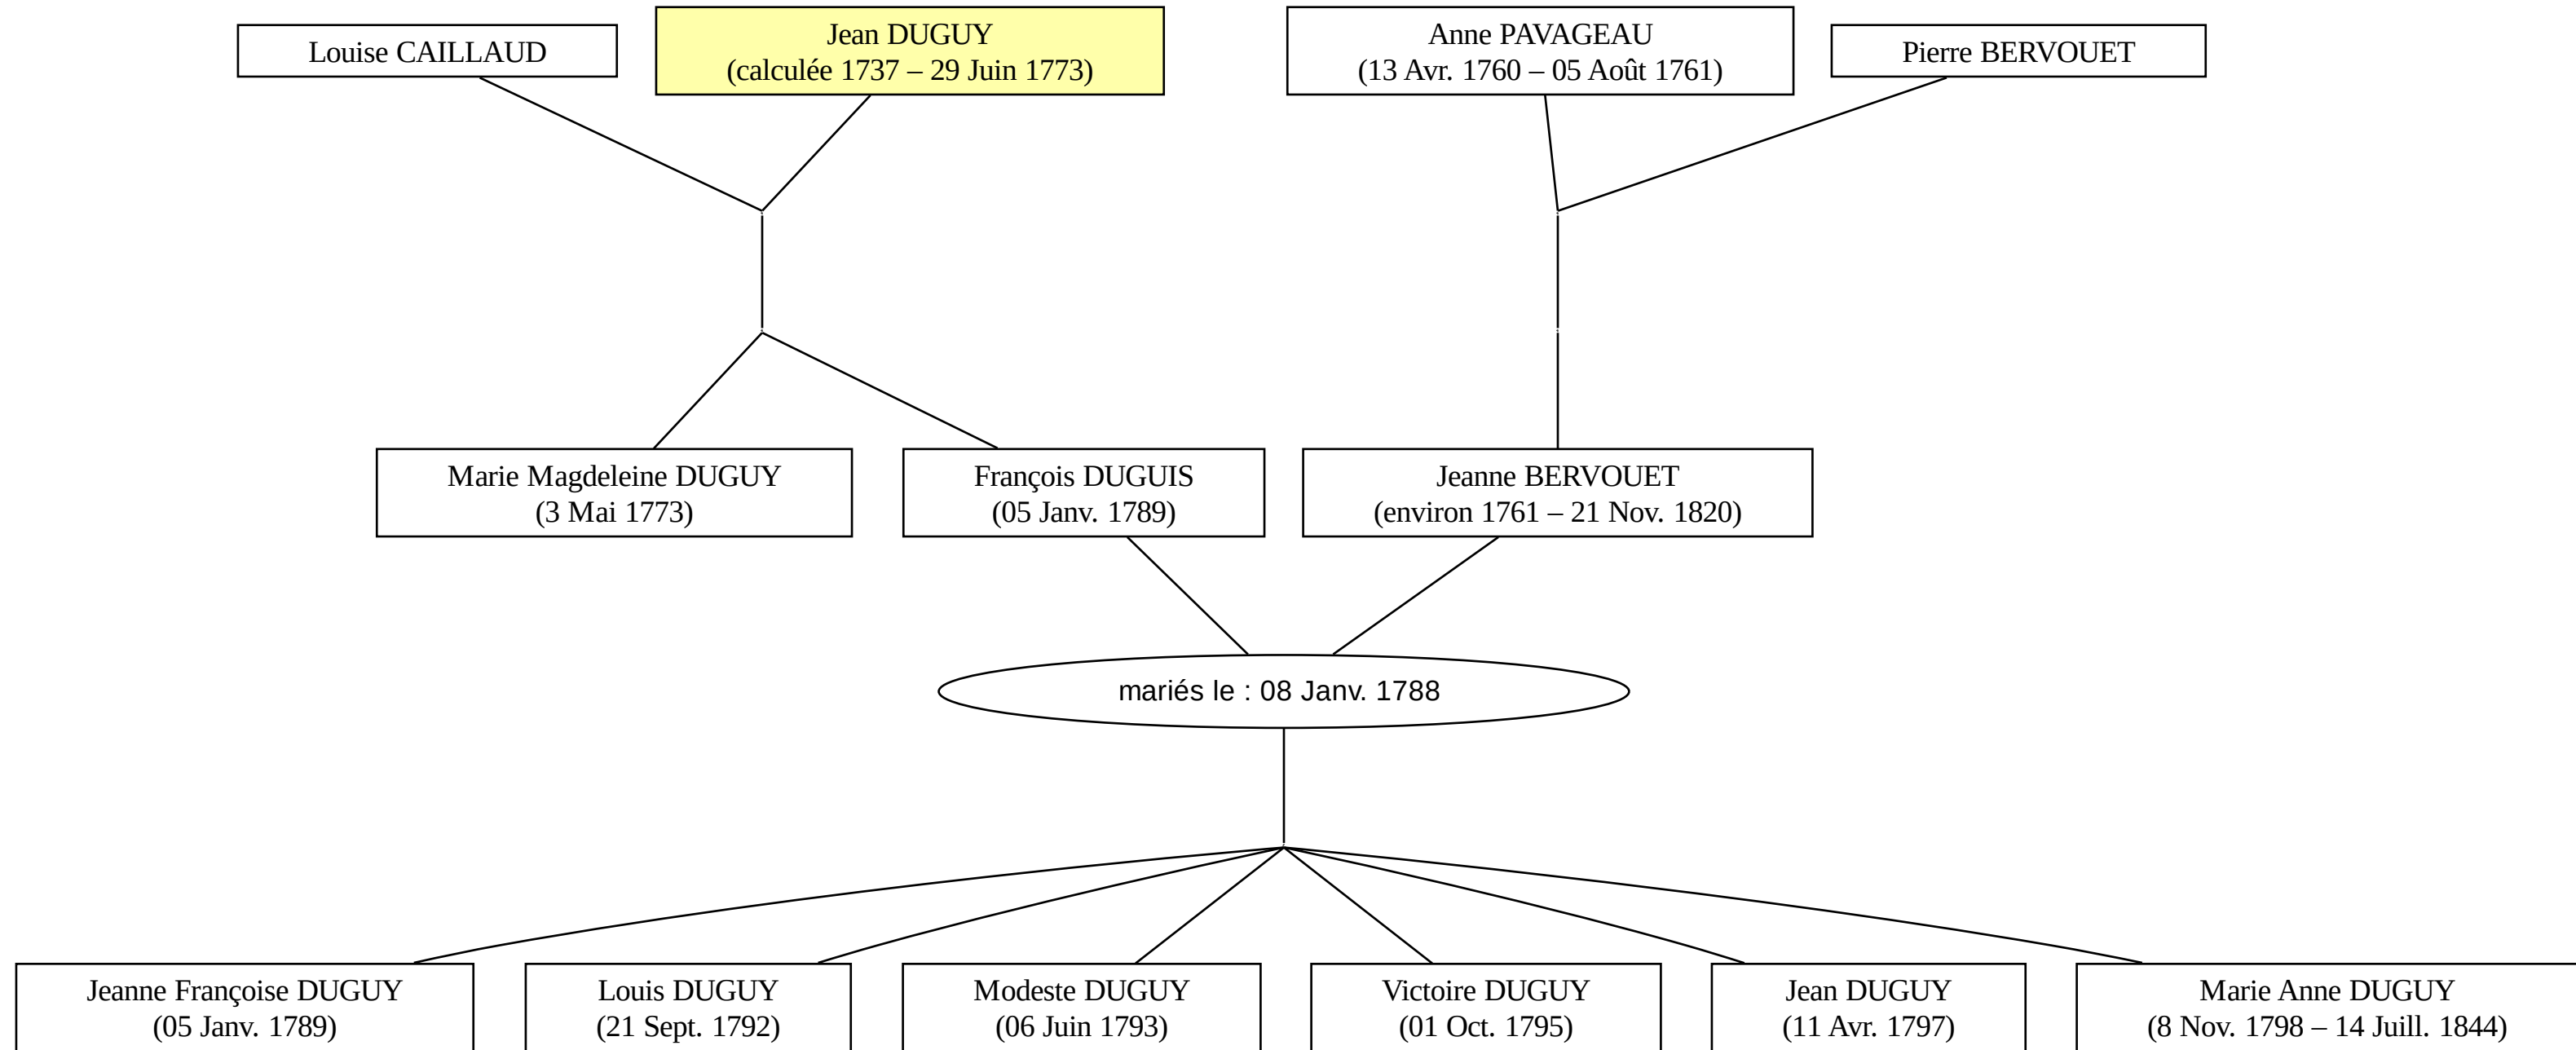 Louise CAILLAUD
Jean DUGUY
(calculée 1737 – 29 Juin 1773)
Anne PAVAGEAU
(13 Avr. 1760 – 05 Août 1761)
Pierre BERVOUET
Marie Magdeleine DUGUY
(3 Mai 1773)
François DUGUIS
(05 Janv. 1789)
Jeanne BERVOUET
(environ 1761 – 21 Nov. 1820)
mariés le : 08 Janv. 1788
Jeanne Françoise DUGUY
(05 Janv. 1789)
Louis DUGUY
(21 Sept. 1792)
Modeste DUGUY
(06 Juin 1793)
Victoire DUGUY
(01 Oct. 1795)
Jean DUGUY
(11 Avr. 1797)
Marie Anne DUGUY
(8 Nov. 1798 – 14 Juill. 1844)